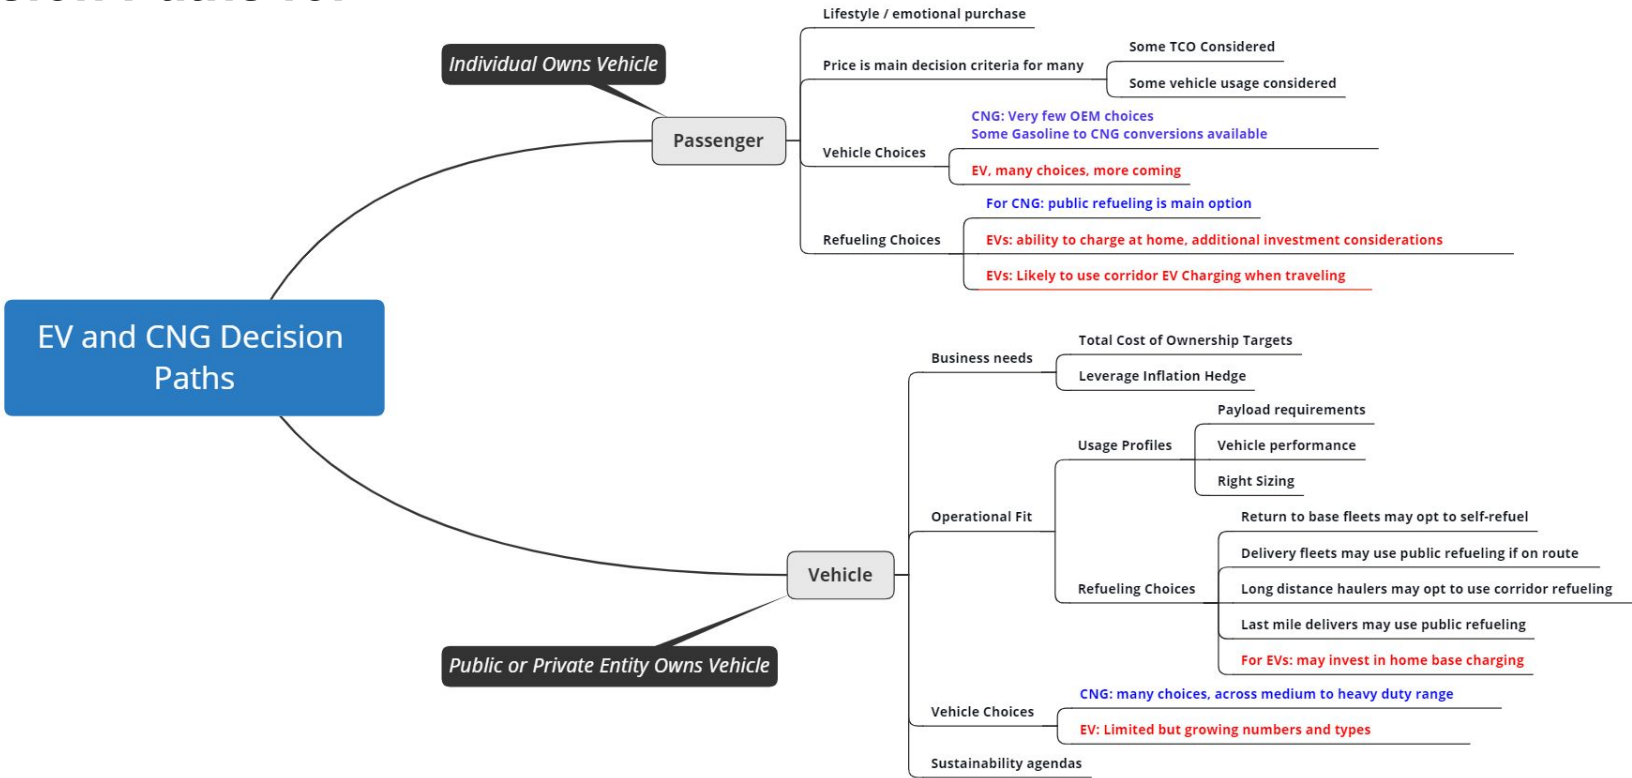 Individual Owns Vehicle
Passenger
Lifestyle / emotional purchase
Price is main decision criteria for many
Some TCO Considered
Some vehicle usage considered
Vehicle Choices
CNG: Very few OEM choices
Some Gasoline to CNG conversions available
EV, many choices, more coming
Refueling Choices
For CNG: public refueling is main option
EVs: ability to charge at home, additional investment considerations
EVs: Likely to use corridor EV Charging when traveling
EV and CNG Decision
Paths
Vehicle
Public or Private Entity Owns Vehicle
Business needs
Total Cost of Ownership Targets
Leverage Inflation Hedge
Operational Fit
Usage Profiles
Payload requirements
Vehicle performance
Right Sizing
Refueling Choices
Return to base fleets may opt to self-refuel
Delivery fleets may use public refueling if on route
Long distance haulers may opt to use corridor refueling
Last mile delivers may use public refueling
For EVs: may invest in home base charging
Vehicle Choices
CNG: many choices, across medium to heavy duty range
EV: Limited but growing numbers and types
Sustainability agendas